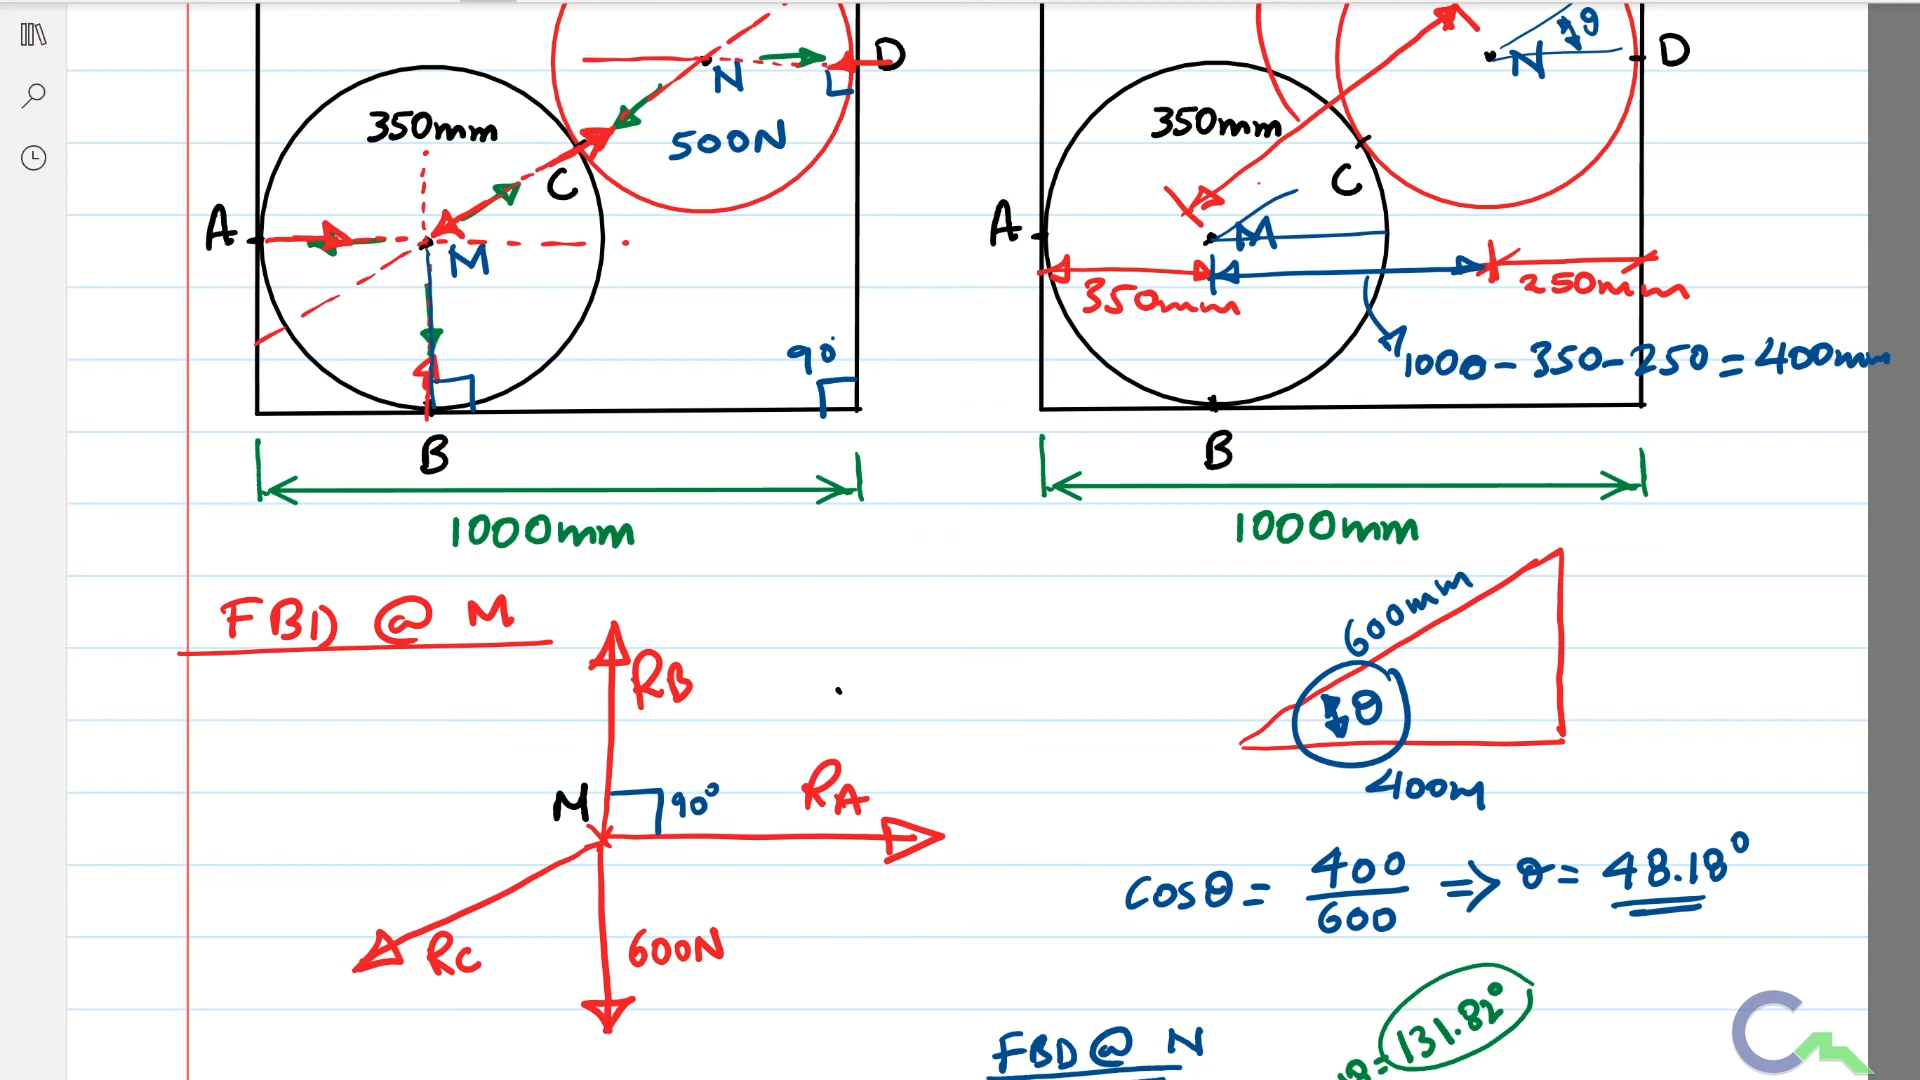 D
N
350mm
500N
C
A
M
90°
B
1000mm
θ
D
N
350mm
C
A
M
350mm
250mm
1000-350-250=400mm
B
1000mm
FBD @ M
RB
M
90°
RA
RC
600N
600mm
θ
400m
cosθ = 400/600 => θ = 48.18°
FBD @ N
=131.82°